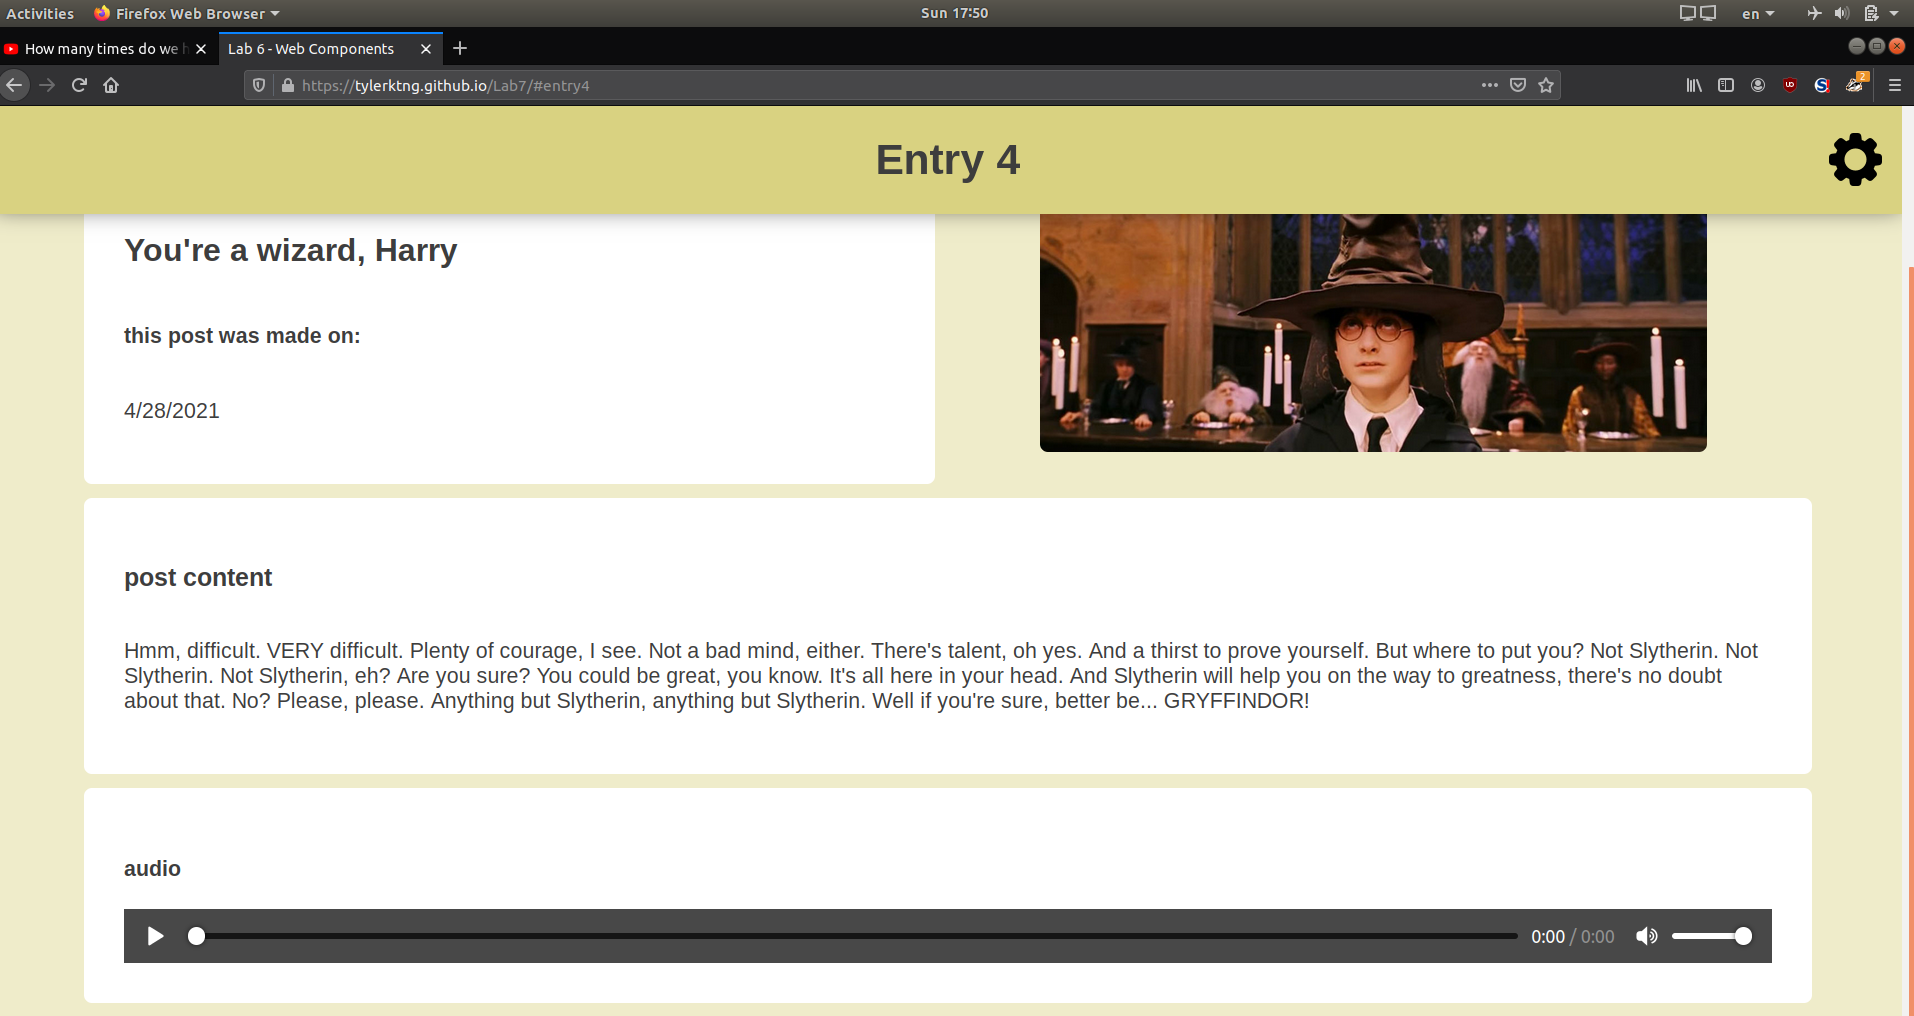 Activities Firefox Web Browser Sun 17:50 en
How many times do we h Lab 6 - Web Components
https://tylerktng.github.io/Lab7/#entry4 2
Entry 4
You're a wizard, Harry
this post was made on:
4/28/2021
post content
Hmm, difficult. VERY difficult. Plenty of courage, I see. Not a bad mind, either. There's talent, oh yes. And a thirst to prove yourself. But where to put you? Not Slytherin. Not
Slytherin. Not Slytherin, eh? Are you sure? You could be great, you know. It's all here in your head. And Slytherin will help you on the way to greatness, there's no doubt
about that. No? Please, please. Anything but Slytherin, anything but Slytherin. Well if you're sure, better be... GRYFFINDOR!
audio
0:00 / 0:00